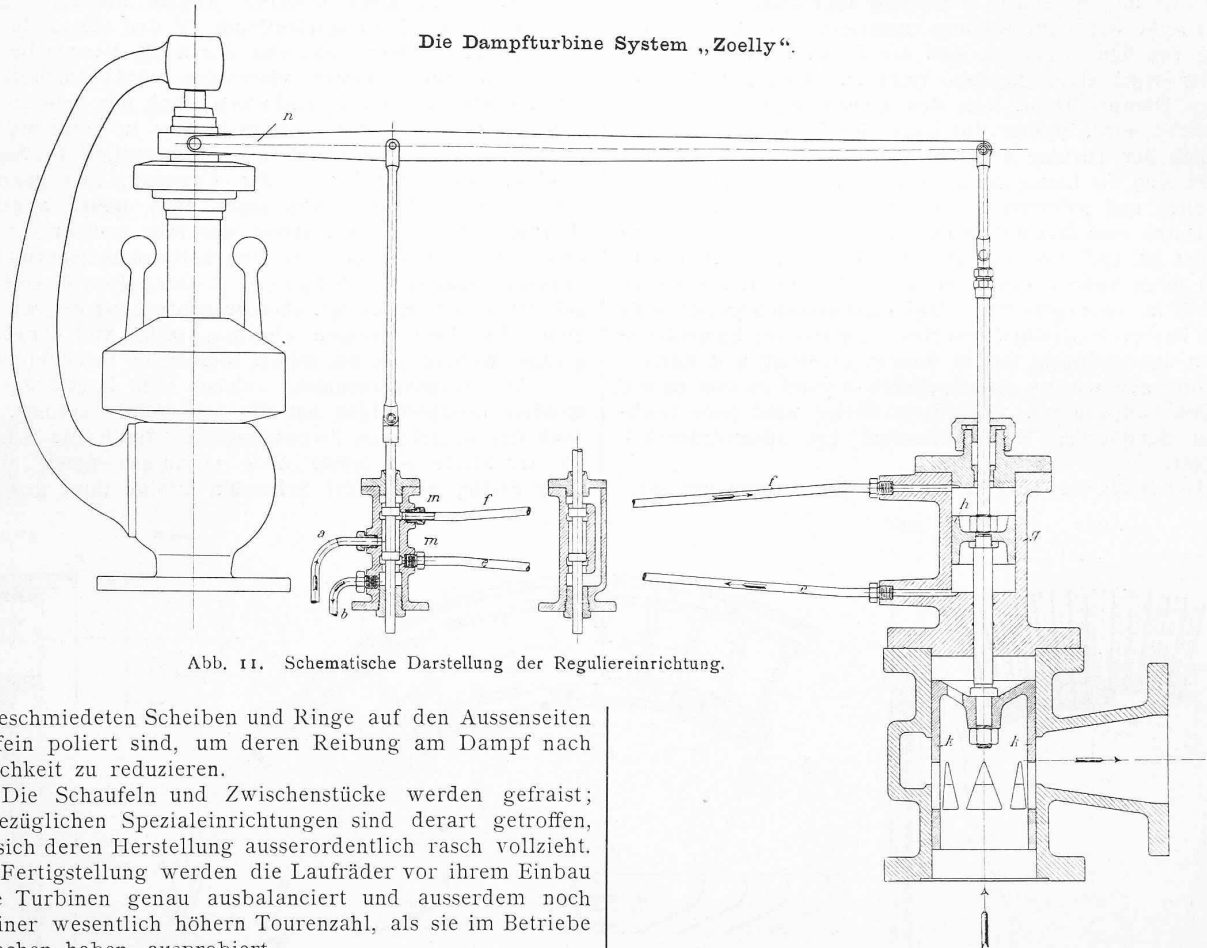 Die Dampfturbine System „Zoelly“.
n
m
f
f
a
m
h
g
e
e
b
Abb. 11. Schematische Darstellung der Reguliereinrichtung.
k
k
eschmiedeten Scheiben und Ringe auf den Aussenseiten
fein poliert sind, um deren Reibung am Dampf nach
ichkeit zu reduzieren.
Die Schaufeln und Zwischenstücke werden gefraist;
ezüglichen Spezialeinrichtungen sind derart getroffen,
sich deren Herstellung ausserordentlich rasch vollzieht.
Fertigstellung werden die Laufräder vor ihrem Einbau
Turbinen genau ausbalanciert und ausserdem noch
iner wesentlich höhern Tourenzahl, als sie im Betriebe
haben, ausprobiert